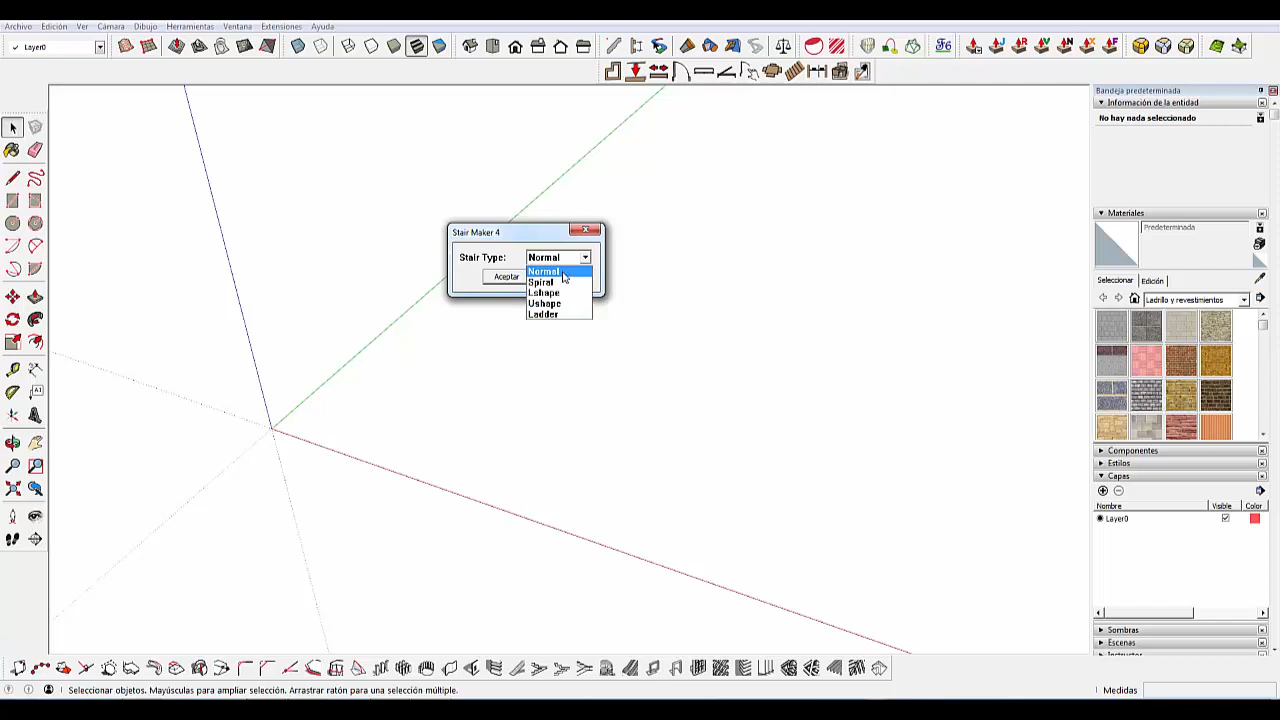 Archivo Edición Ver Cámara Dibujo Herramientas Ventana Extensiones Ayuda
Layer0
Bandeja predeterminada
Información de la entidad
No hay nada seleccionado
Materiales
Predeterminada
Seleccionar Edición
Ladrillo y revestimientos
Stair Maker 4
Stair Type: Normal
Aceptar
Normal
Spiral
Lshape
Ushape
Ladder
Componentes
Estilos
Capas
Nombre Visible Color
Layer0
Sombras
Escenas
Seleccionar objetos. Mayúsculas para ampliar selección. Arrastrar ratón para una selección múltiple.
Medidas